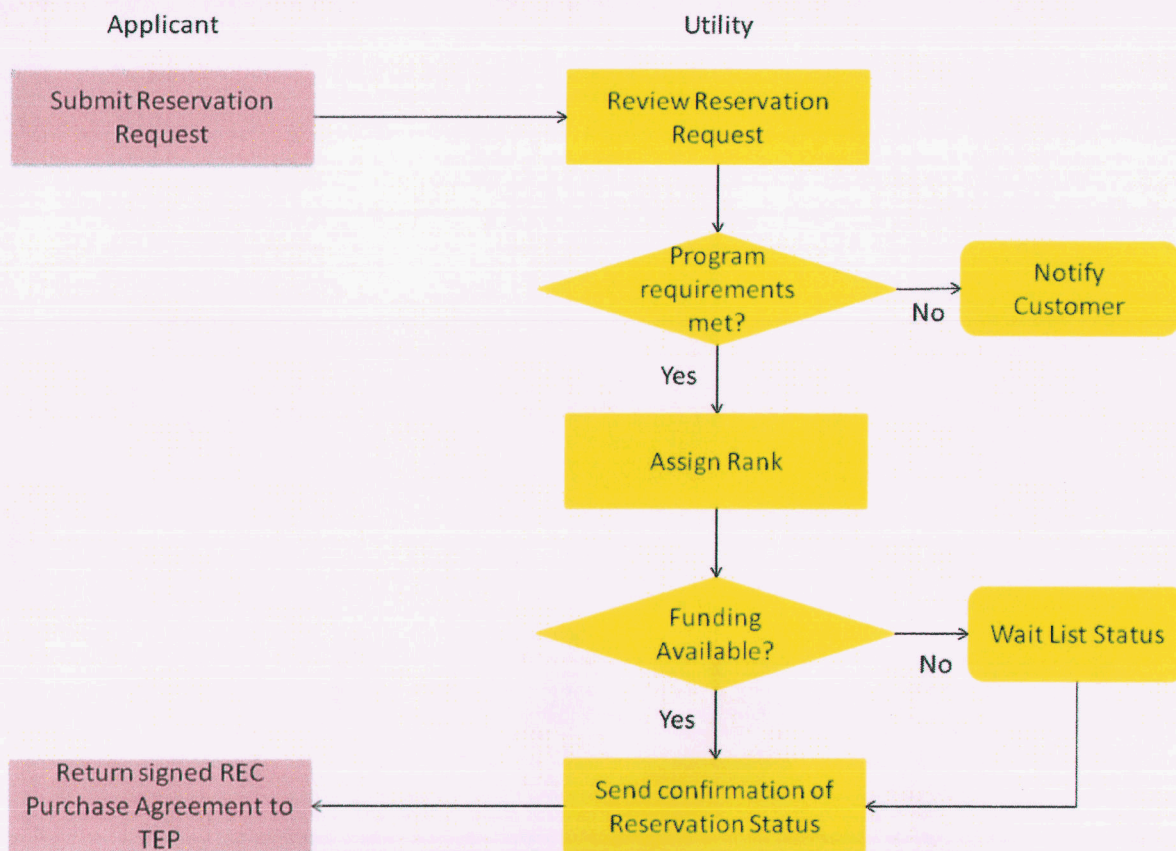 Applicant
Utility
Submit Reservation
Request
Review Reservation
Request
Program
requirements
met?
No
Notify
Customer
Yes
Assign Rank
Funding
Available?
No
Wait List Status
Yes
Return signed REC
Purchase Agreement to
TEP
Send confirmation of
Reservation Status